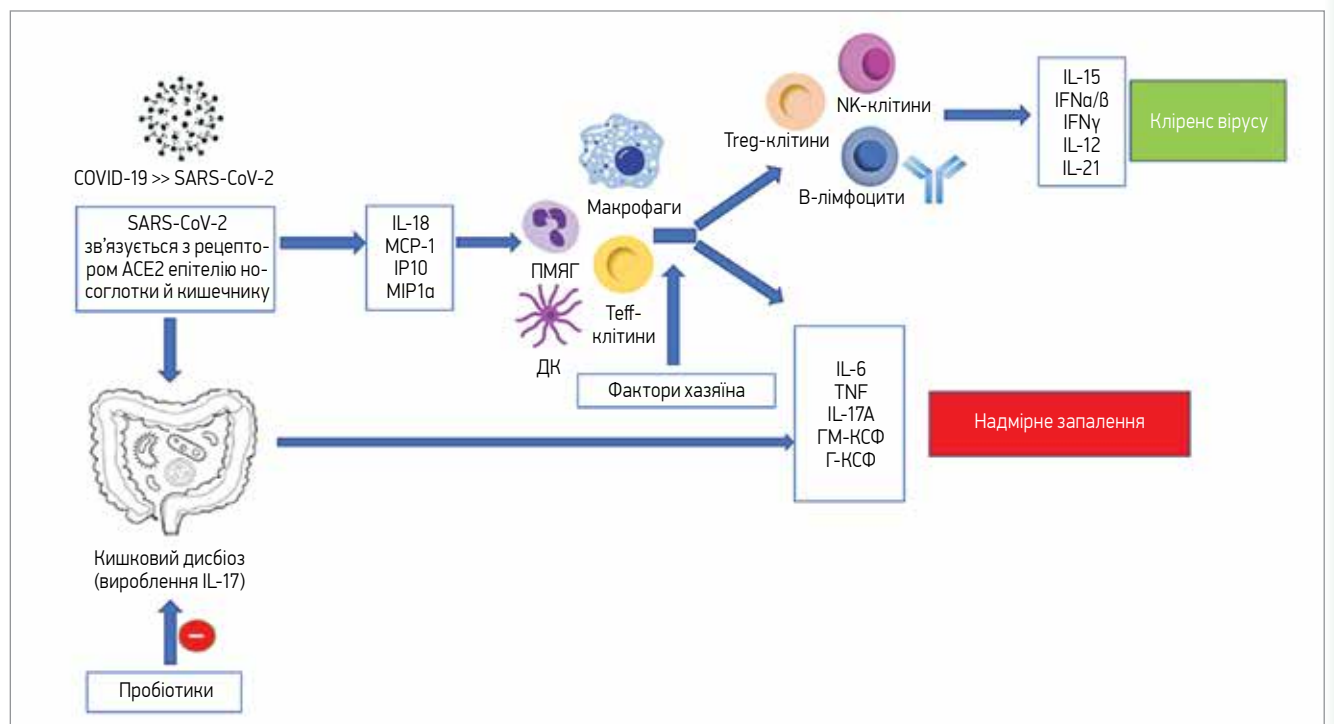 COVID-19 >> SARS-CoV-2
SARS-CoV-2
зв'язується з рецепто-
ром ACE2 епітелію но-
соглотки й кишечнику
IL-18
MCP-1
IP10
MIP1α
Макрофаги
ПМЯГ
Teff-
клітини
ДК
Фактори хазяїна
NK-клітини
Treg-клітини
В-лімфоцити
IL-15
IFNα/β
IFNγ
IL-12
IL-21
Кліренс вірусу
IL-6
TNF
IL-17A
ГМ-КСФ
Г-КСФ
Надмірне запалення
Кишковий дисбіоз
(вироблення IL-17)
Пробіотики